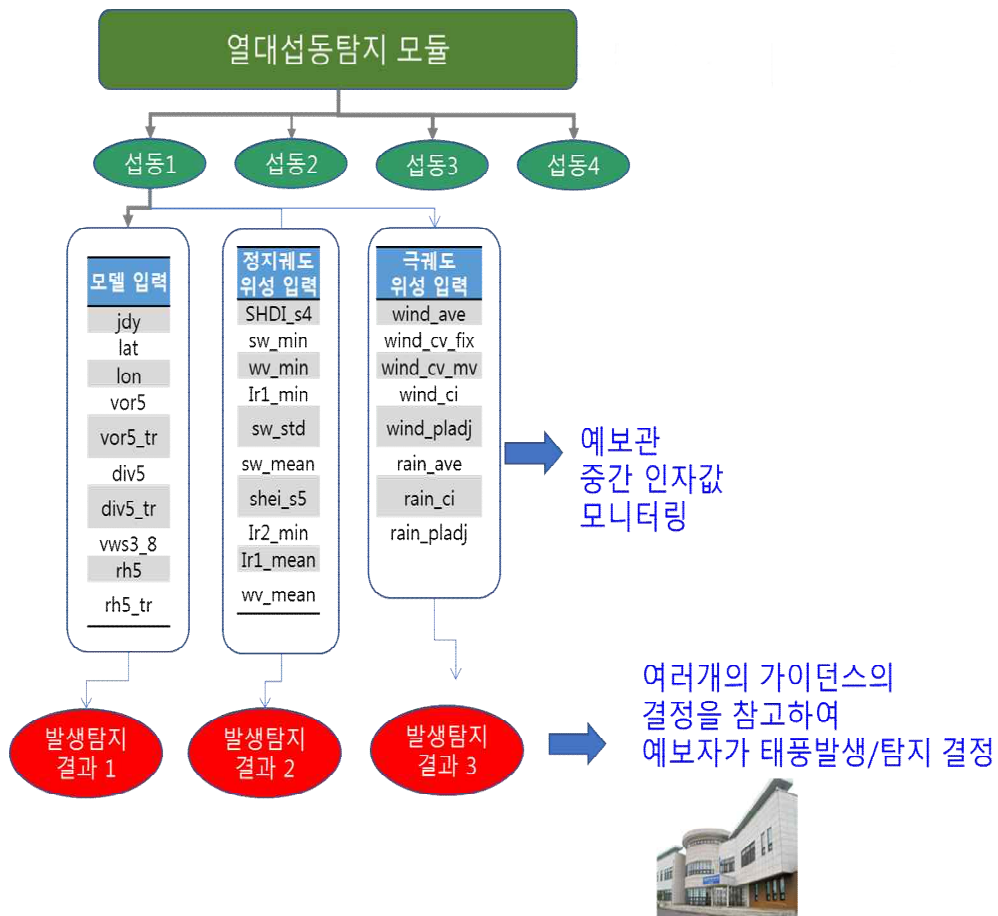 열대섭동탐지 모듈
섭동1
섭동2
섭동3
섭동4
모델 입력
jdy
lat
lon
vor5
vor5_tr
div5
div5_tr
vws3_8
rh5
rh5_tr
정지궤도
위성 입력
SHDI_s4
sw_min
wv_min
Ir1_min
sw_std
sw_mean
shei_s5
Ir2_min
Ir1_mean
wv_mean
극궤도
위성 입력
wind_ave
wind_cv_fix
wind_cv_mv
wind_ci
wind_pladj
rain_ave
rain_ci
rain_pladj
예보관
중간 인자값
모니터링
발생탐지
결과 1
발생탐지
결과 2
발생탐지
결과 3
여러개의 가이던스의
결정을 참고하여
예보자가 태풍발생/탐지 결정